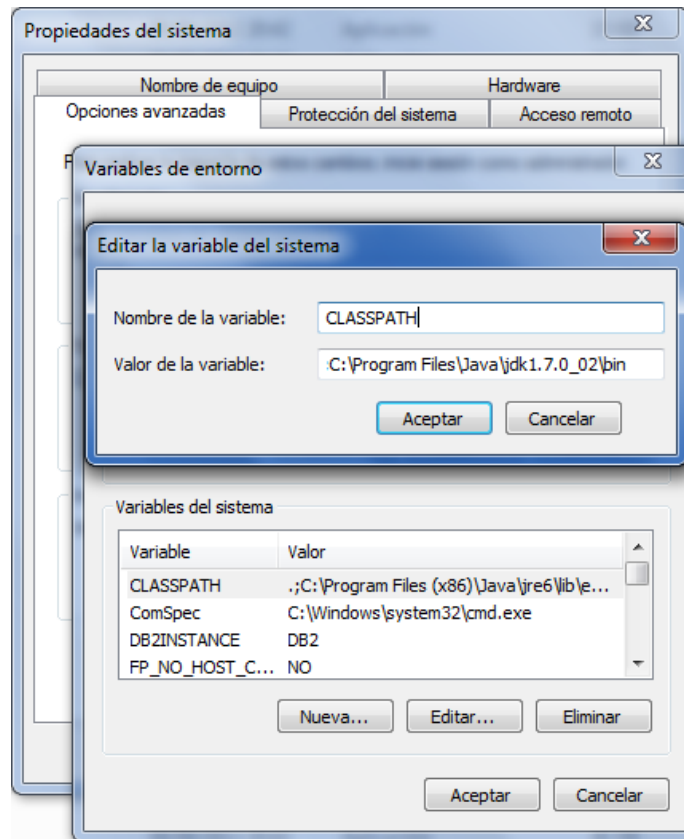 Propiedades del sistema
Nombre de equipo Hardware
Opciones avanzadas Protección del sistema Acceso remoto
Variables de entorno
Editar la variable del sistema
Nombre de la variable: CLASSPATH
Valor de la variable: :C:\Program Files\Java\jdk1.7.0_02\bin
Aceptar Cancelar
Variables del sistema
Variable Valor
CLASSPATH .;C:\Program Files (x86)\Java\jre6\lib\e...
ComSpec C:\Windows\system32\cmd.exe
DB2INSTANCE DB2
FP_NO_HOST_C... NO
Nueva... Editar... Eliminar
Aceptar Cancelar